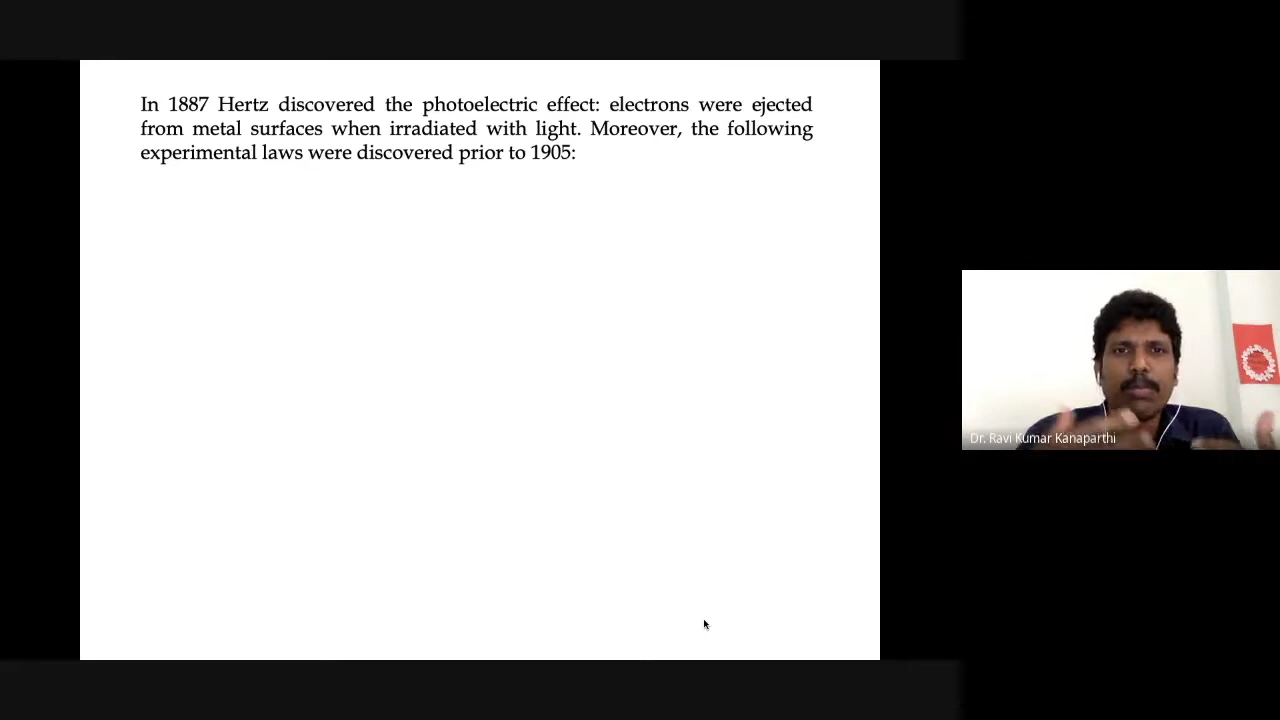 In 1887 Hertz discovered the photoelectric effect: electrons were ejected
from metal surfaces when irradiated with light. Moreover, the following
experimental laws were discovered prior to 1905:
Dr. Ravi Kumar Kanaparthi